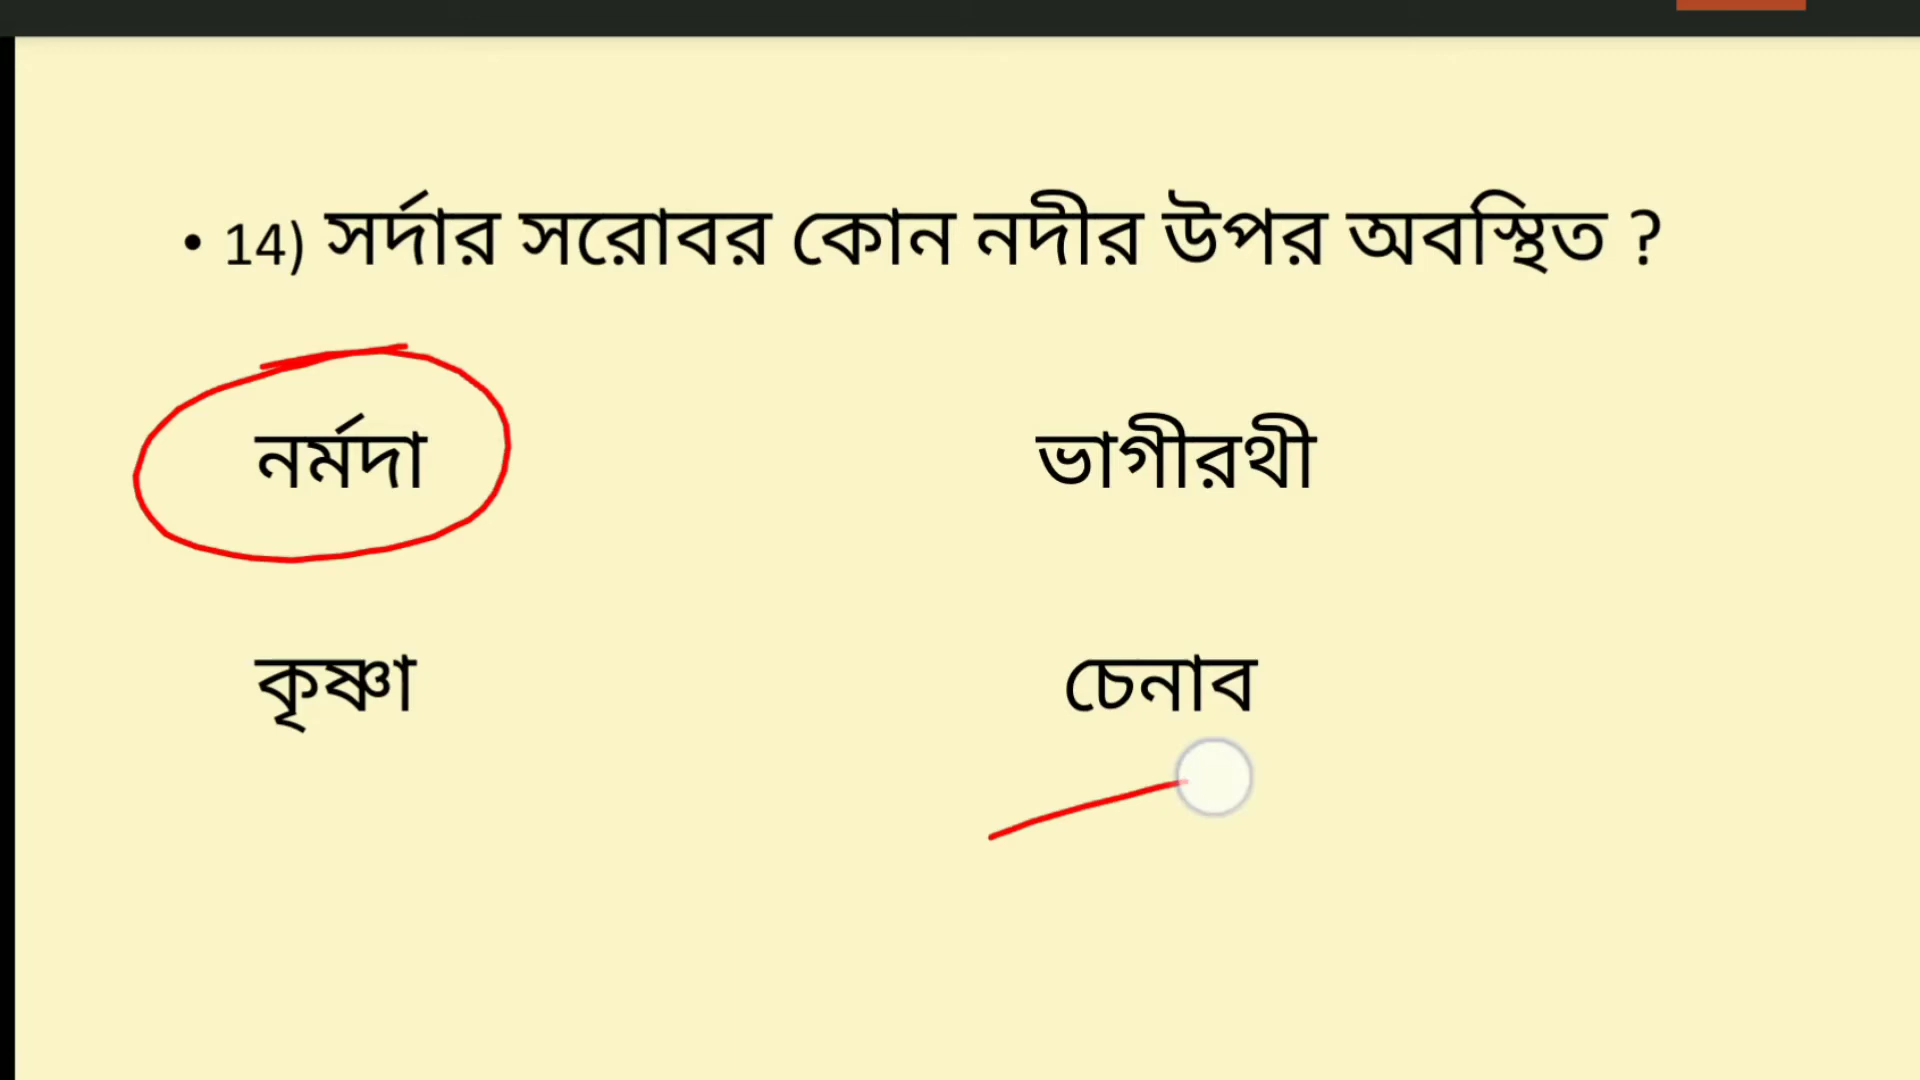 • 14) সর্দার সরোবর কোন নদীর উপর অবস্থিত ?
নর্মদা ভাগীরথী
কৃষ্ণা চেনাব